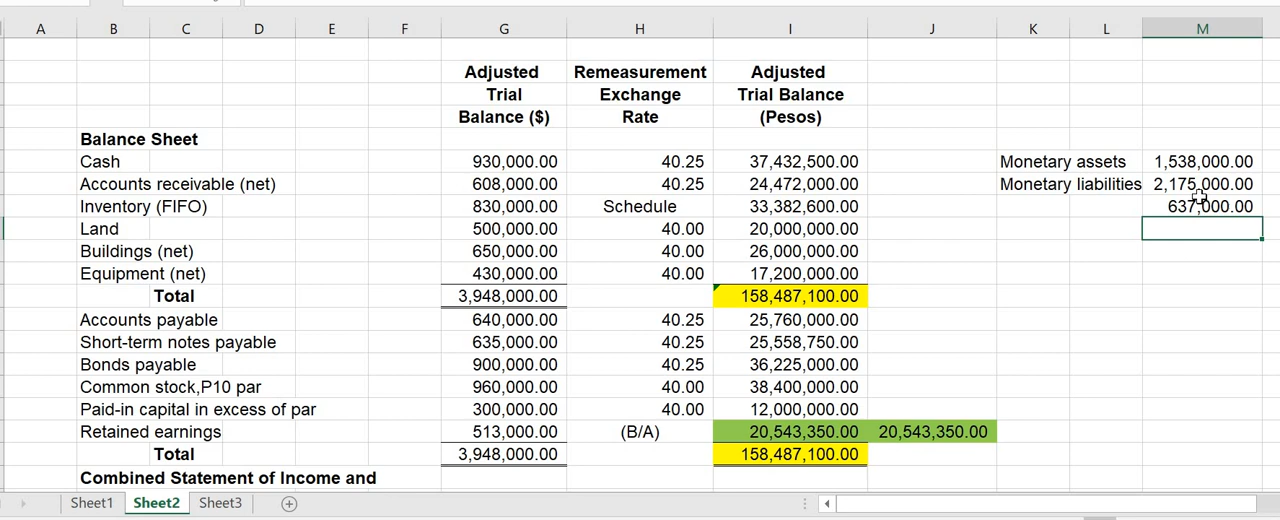 A B C D E F G H I J K L M
Adjusted Remeasurement Adjusted
Trial Exchange Trial Balance
Balance ($) Rate (Pesos)
Balance Sheet
Cash 930,000.00 40.25 37,432,500.00 Monetary assets 1,538,000.00
Accounts receivable (net) 608,000.00 40.25 24,472,000.00 Monetary liabilities 2,175,000.00
Inventory (FIFO) 830,000.00 Schedule 33,382,600.00 637,000.00
Land 500,000.00 40.00 20,000,000.00
Buildings (net) 650,000.00 40.00 26,000,000.00
Equipment (net) 430,000.00 40.00 17,200,000.00
Total 3,948,000.00 158,487,100.00
Accounts payable 640,000.00 40.25 25,760,000.00
Short-term notes payable 635,000.00 40.25 25,558,750.00
Bonds payable 900,000.00 40.25 36,225,000.00
Common stock,P10 par 960,000.00 40.00 38,400,000.00
Paid-in capital in excess of par 300,000.00 40.00 12,000,000.00
Retained earnings 513,000.00 (B/A) 20,543,350.00 20,543,350.00
Total 3,948,000.00 158,487,100.00
Combined Statement of Income and
Sheet1 Sheet2 Sheet3